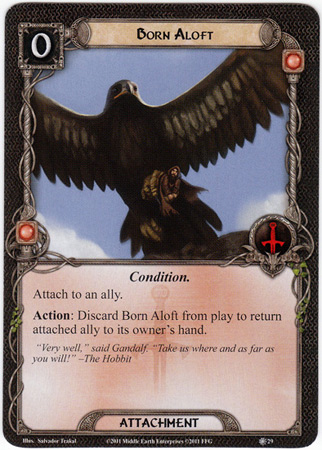 0
Born Aloft
Condition.
Attach to an ally.
Action: Discard Born Aloft from play to return
attached ally to its owner's hand.
"Very well," said Gandalf. "Take us where and as far as
you will!" –The Hobbit
ATTACHMENT
Illus. Salvador Trakal
©2011 Middle Earth Enterprises ©2011 FFG
29